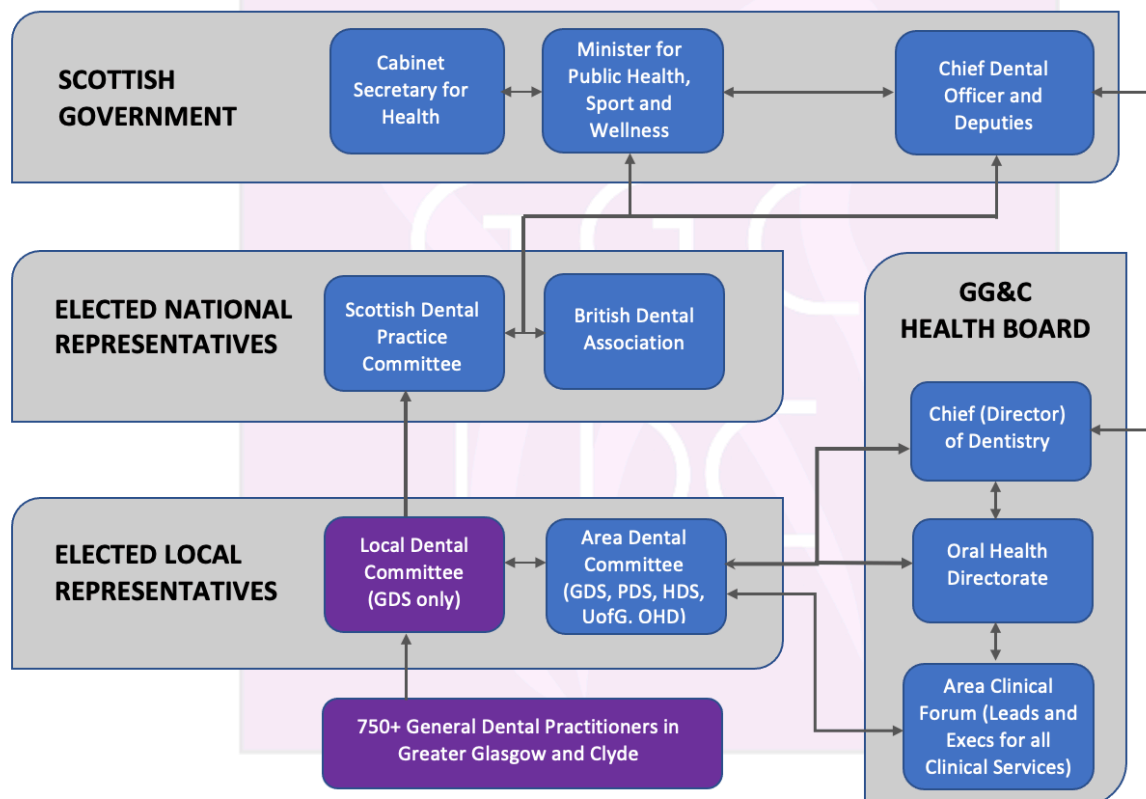 SCOTTISH
GOVERNMENT
Cabinet
Secretary for
Health
Minister for
Public Health,
Sport and
Wellness
Chief Dental
Officer and
Deputies
ELECTED NATIONAL
REPRESENTATIVES
Scottish Dental
Practice
Committee
British Dental
Association
GG&C
HEALTH BOARD
Chief (Director)
of Dentistry
ELECTED LOCAL
REPRESENTATIVES
Local Dental
Committee
(GDS only)
Area Dental
Committee
(GDS, PDS, HDS,
UofG. OHD)
Oral Health
Directorate
Area Clinical
Forum (Leads and
Execs for all
Clinical Services)
750+ General Dental Practitioners in
Greater Glasgow and Clyde